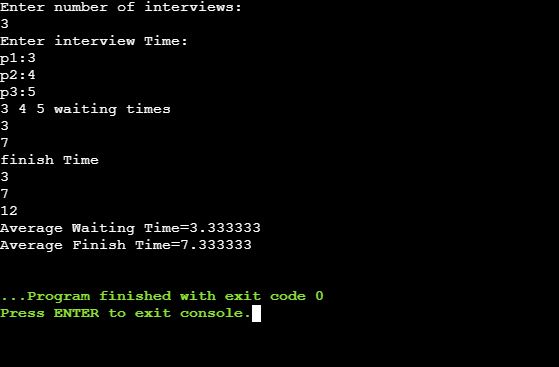 Enter number of interviews:
3
Enter interview Time:
p1:3
p2:4
p3:5
3 4 5 waiting times
3
7
finish Time
3
7
12
Average Waiting Time=3.333333
Average Finish Time=7.333333
...Program finished with exit code 0
Press ENTER to exit console.